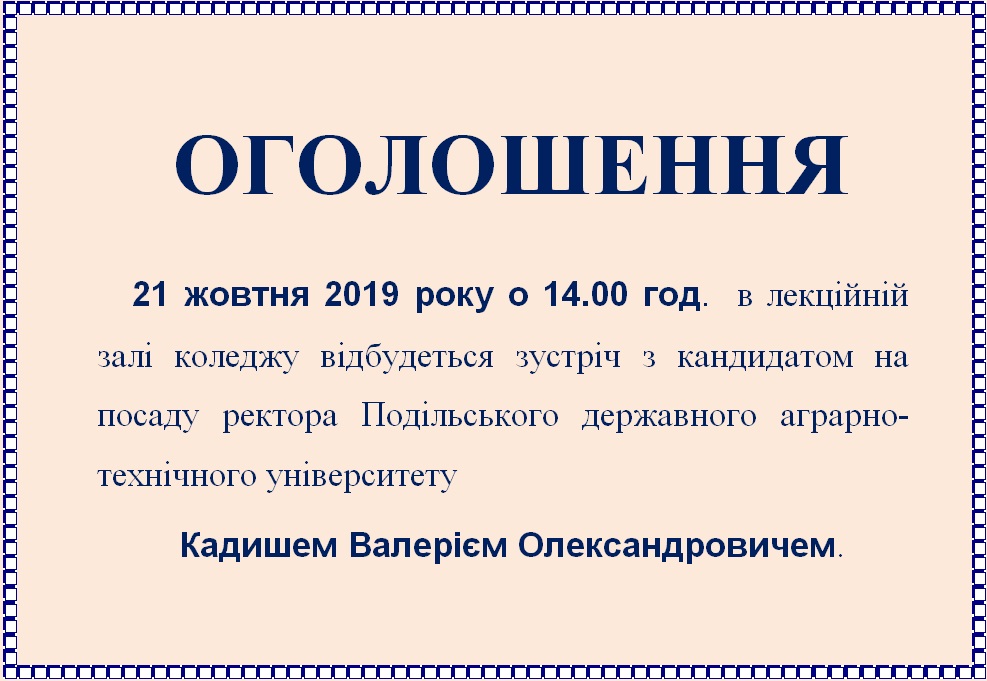 ОГОЛОШЕННЯ
21 жовтня 2019 року о 14.00 год. в лекційній
залі коледжу відбудеться зустріч з кандидатом на
посаду ректора Подільського державного аграрно-
технічного університету
Кадишем Валерієм Олександровичем.